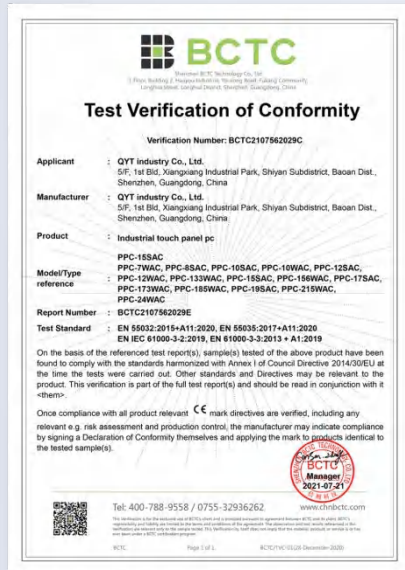 BCTC
Shenzhen BCTC Technology Co., Ltd.
Test Verification of Conformity
Verification Number: BCTC2107562029C
Applicant : QYT industry Co., Ltd.
5/F, 1st Bld, Xiangxiang Industrial Park, Shiyan Subdistrict, Baoan Dist.,
Shenzhen, Guangdong, China
Manufacturer : QYT industry Co., Ltd.
5/F, 1st Bld, Xiangxiang Industrial Park, Shiyan Subdistrict, Baoan Dist.,
Shenzhen, Guangdong, China
Product : Industrial touch panel pc
PPC-15SAC
PPC-7WAC, PPC-8SAC, PPC-10SAC, PPC-10WAC, PPC-12SAC,
Model/Type reference : PPC-12WAC, PPC-133WAC, PPC-15SAC, PPC-156WAC, PPC-17SAC,
PPC-173WAC, PPC-185WAC, PPC-19SAC, PPC-215WAC,
PPC-24WAC
Report Number : BCTC2107562029E
Test Standard : EN 55032:2015+A11:2020, EN 55035:2017+A11:2020
EN IEC 61000-3-2:2019, EN 61000-3-3:2013 + A1:2019
On the basis of the referenced test report(s), sample(s) tested of the above product have been
found to comply with the standards harmonized with Annex I of Council Directive 2014/30/EU at
the time the tests were carried out. Other standards and Directives may be relevant to the
product. This verification is part of the full test report(s) and should be read in conjunction with it
<them>.
Once compliance with all product relevant CE mark directives are verified, including any
relevant e.g. risk assessment and production control, the manufacturer may indicate compliance
by signing a Declaration of Conformity themselves and applying the mark to products identical to
the tested sample(s).
BCTC
Manager
2021-07-21
Tel: 400-788-9558 / 0755-32936262
www.chnbctc.com
BCTC
Page 1 of 1